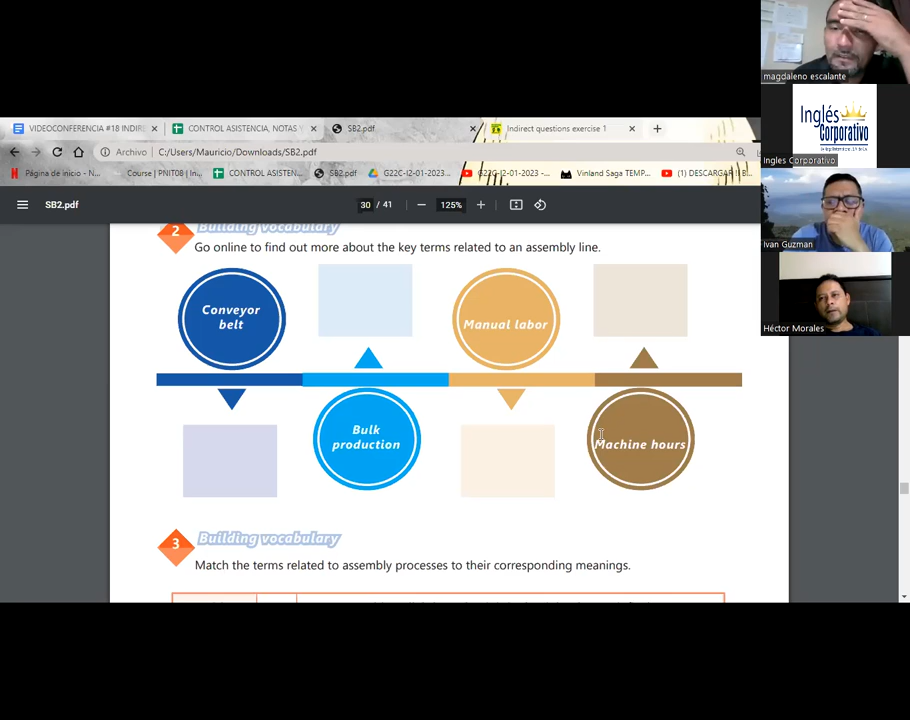 magdaleno escalante
Inglés
Corporativo
Ingles Corporativo
Ivan Guzman
Héctor Morales
VIDEOCONFERENCIA #18 INDIR
CONTROL ASISTENCIA, NOTAS Y
SB2.pdf
Indirect questions exercise 1
Archivo
C:/Users/Mauricio/Downloads/SB2.pdf
Página de inicio - N...
Course | PNIT08 | In...
CONTROL ASISTEN...
SB2.pdf
G22C-I2-01-2023...
G22C-I2-01-2023 -...
Vinland Saga TEMP...
(1) DESCARGAR
SB2.pdf
30 / 41
125%
2
Building vocabulary
Go online to find out more about the key terms related to an assembly line.
Conveyor
belt
Manual labor
Bulk
production
Machine hours
3
Building vocabulary
Match the terms related to assembly processes to their corresponding meanings.